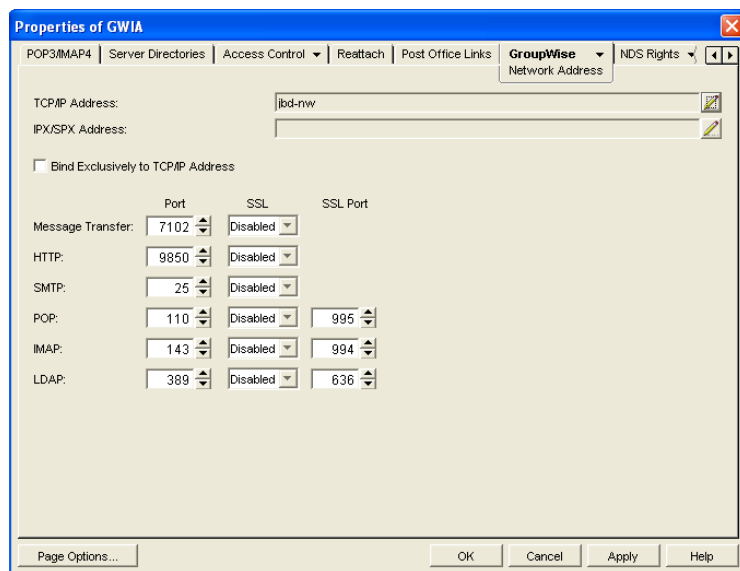 Properties of GWIA
POP3/IMAP4 Server Directories Access Control Reattach Post Office Links GroupWise NDS Rights
Network Address
TCP/IP Address: jbd-nw
IPX/SPX Address:
Bind Exclusively to TCP/IP Address
Port SSL SSL Port
Message Transfer: 7102 Disabled
HTTP: 9850 Disabled
SMTP: 25 Disabled
POP: 110 Disabled 995
IMAP: 143 Disabled 994
LDAP: 389 Disabled 636
Page Options... OK Cancel Apply Help